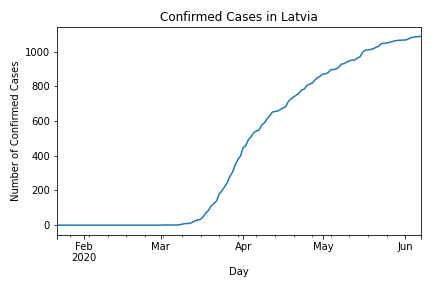 Confirmed Cases in Latvia
Number of Confirmed Cases
1000
800
600
400
200
0
Feb Mar Apr May Jun
2020
Day